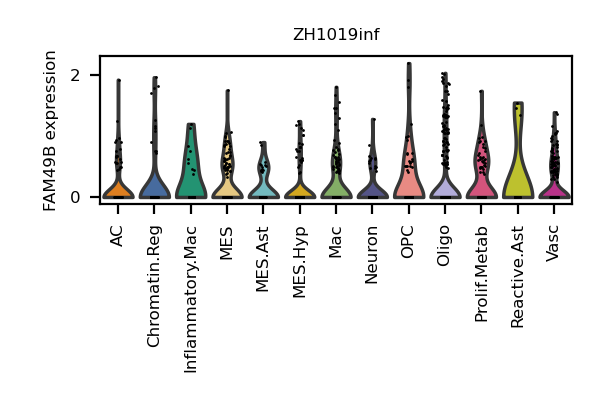 ZH1019inf
FAM49B expression
2
0
AC
Chromatin.Reg
Inflammatory.Mac
MES
MES.Ast
MES.Hyp
Mac
Neuron
OPC
Oligo
Prolif.Metab
Reactive.Ast
Vasc